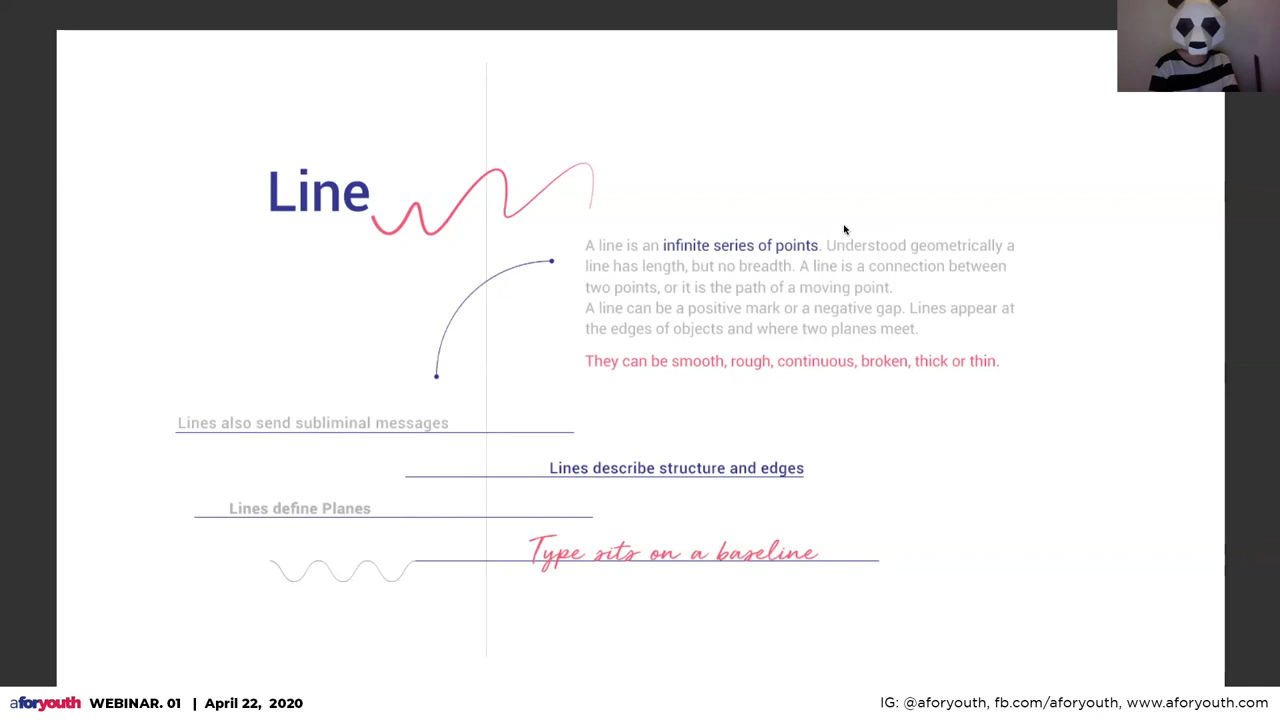 Line
A line is an infinite series of points. Understood geometrically a
line has length, but no breadth. A line is a connection between
two points, or it is the path of a moving point.
A line can be a positive mark or a negative gap. Lines appear at
the edges of objects and where two planes meet.
They can be smooth, rough, continuous, broken, thick or thin.
Lines also send subliminal messages
Lines describe structure and edges
Lines define Planes
Type sits on a baseline
aforyouth WEBINAR. 01 | April 22, 2020
IG: @aforyouth, fb.com/aforyouth, www.aforyouth.com